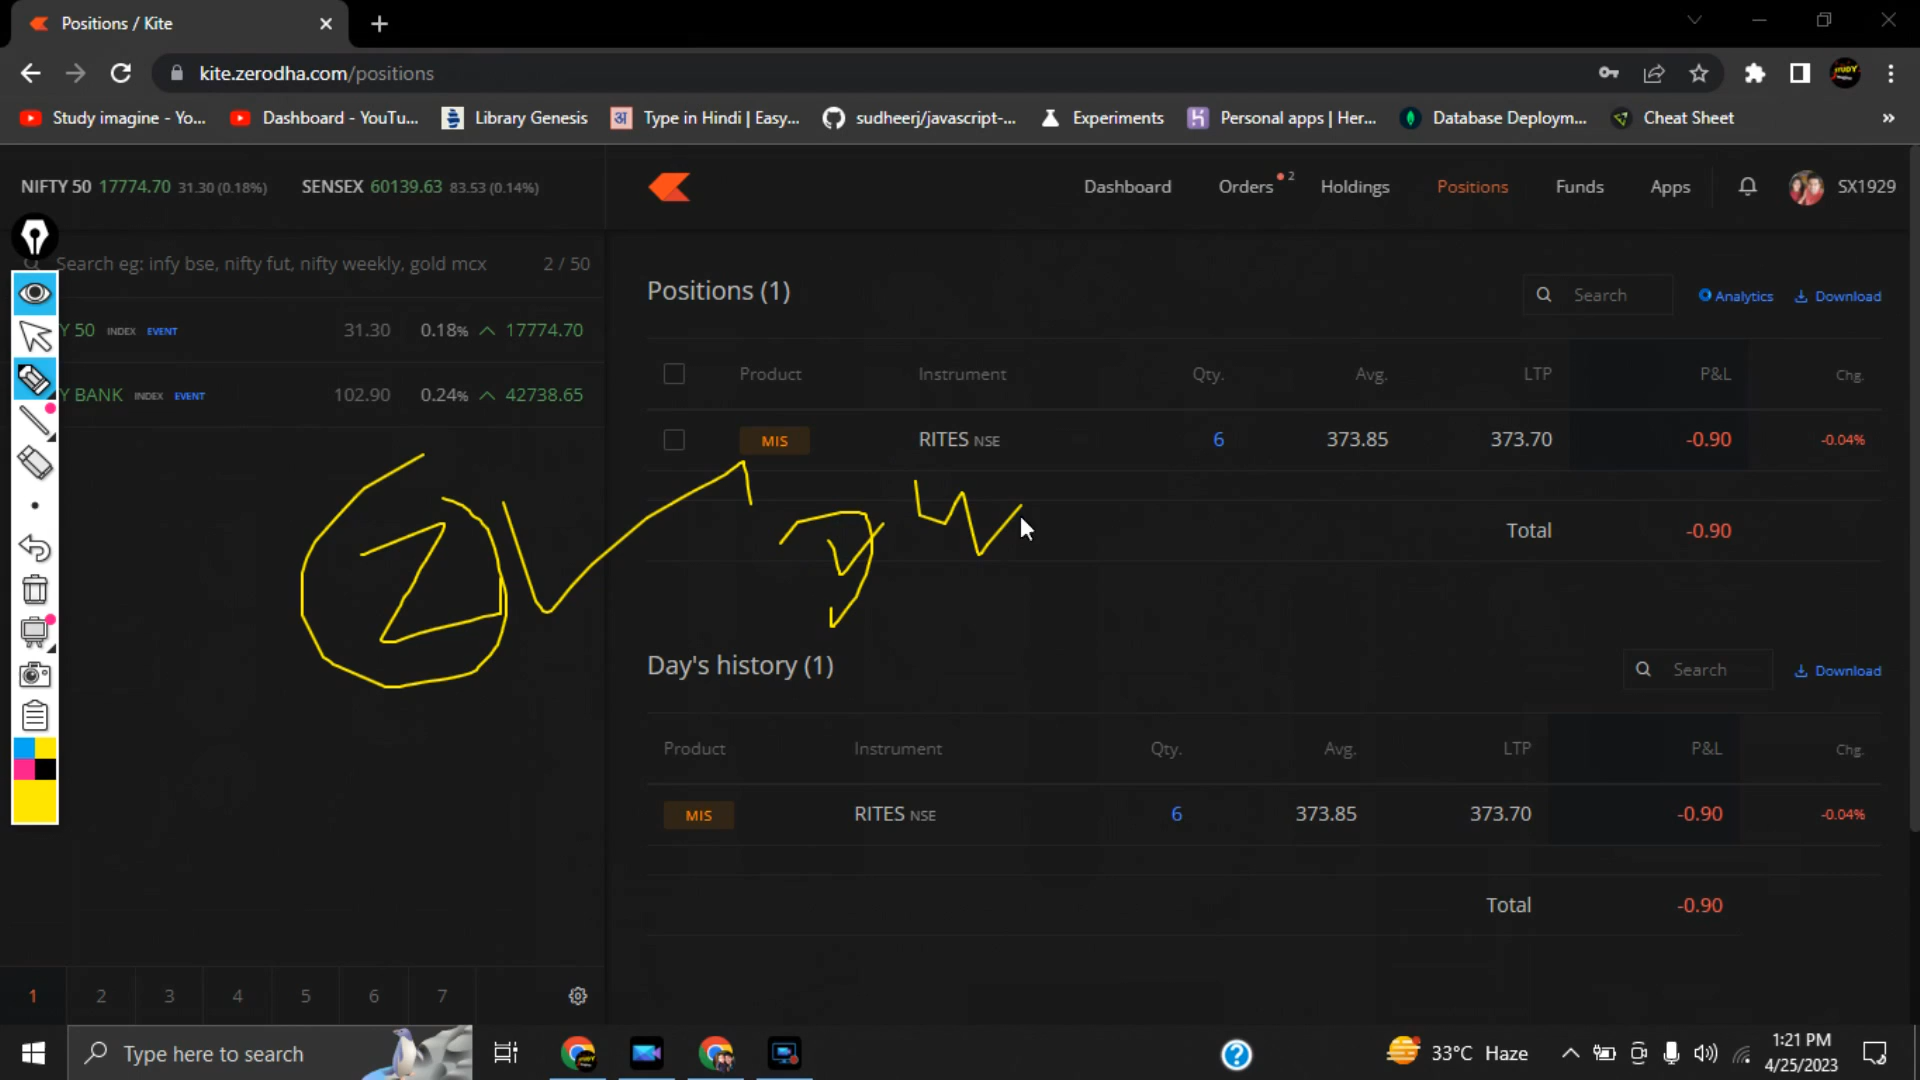 Positions / Kite
kite.zerodha.com/positions
Study imagine - Yo... Dashboard - YouTu... Library Genesis अ Type in Hindi | Easy... sudheerj/javascript-... Experiments Personal apps | Her... Database Deploym... Cheat Sheet »
NIFTY 50 17774.70 31.30 (0.18%) SENSEX 60139.63 83.53 (0.14%)
Dashboard Orders 2 Holdings Positions Funds Apps SX1929
Search eg: infy bse, nifty fut, nifty weekly, gold mcx 2 / 50
Y 50 INDEX EVENT 31.30 0.18% 17774.70
Y BANK INDEX EVENT 102.90 0.24% 42738.65
Positions (1) Search Analytics Download
Product Instrument Qty. Avg. LTP P&L Chg.
MIS RITES NSE 6 373.85 373.70 -0.90 -0.04%
Total -0.90
Z
Day's history (1) Search Download
Product Instrument Qty. Avg. LTP P&L Chg.
MIS RITES NSE 6 373.85 373.70 -0.90 -0.04%
Total -0.90
1 2 3 4 5 6 7
Type here to search 33°C Haze 1:21 PM
4/25/2023